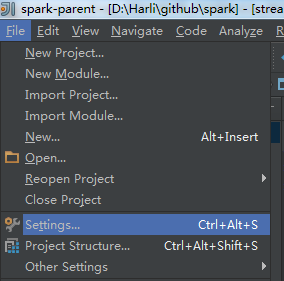 spark-parent - [D:\Harli\github\spark] - [strea
File Edit View Navigate Code Analyze R
New Project...
New Module...
Import Project...
Import Module...
New... Alt+Insert
Open...
Reopen Project
Close Project
Settings... Ctrl+Alt+S
Project Structure... Ctrl+Alt+Shift+S
Other Settings